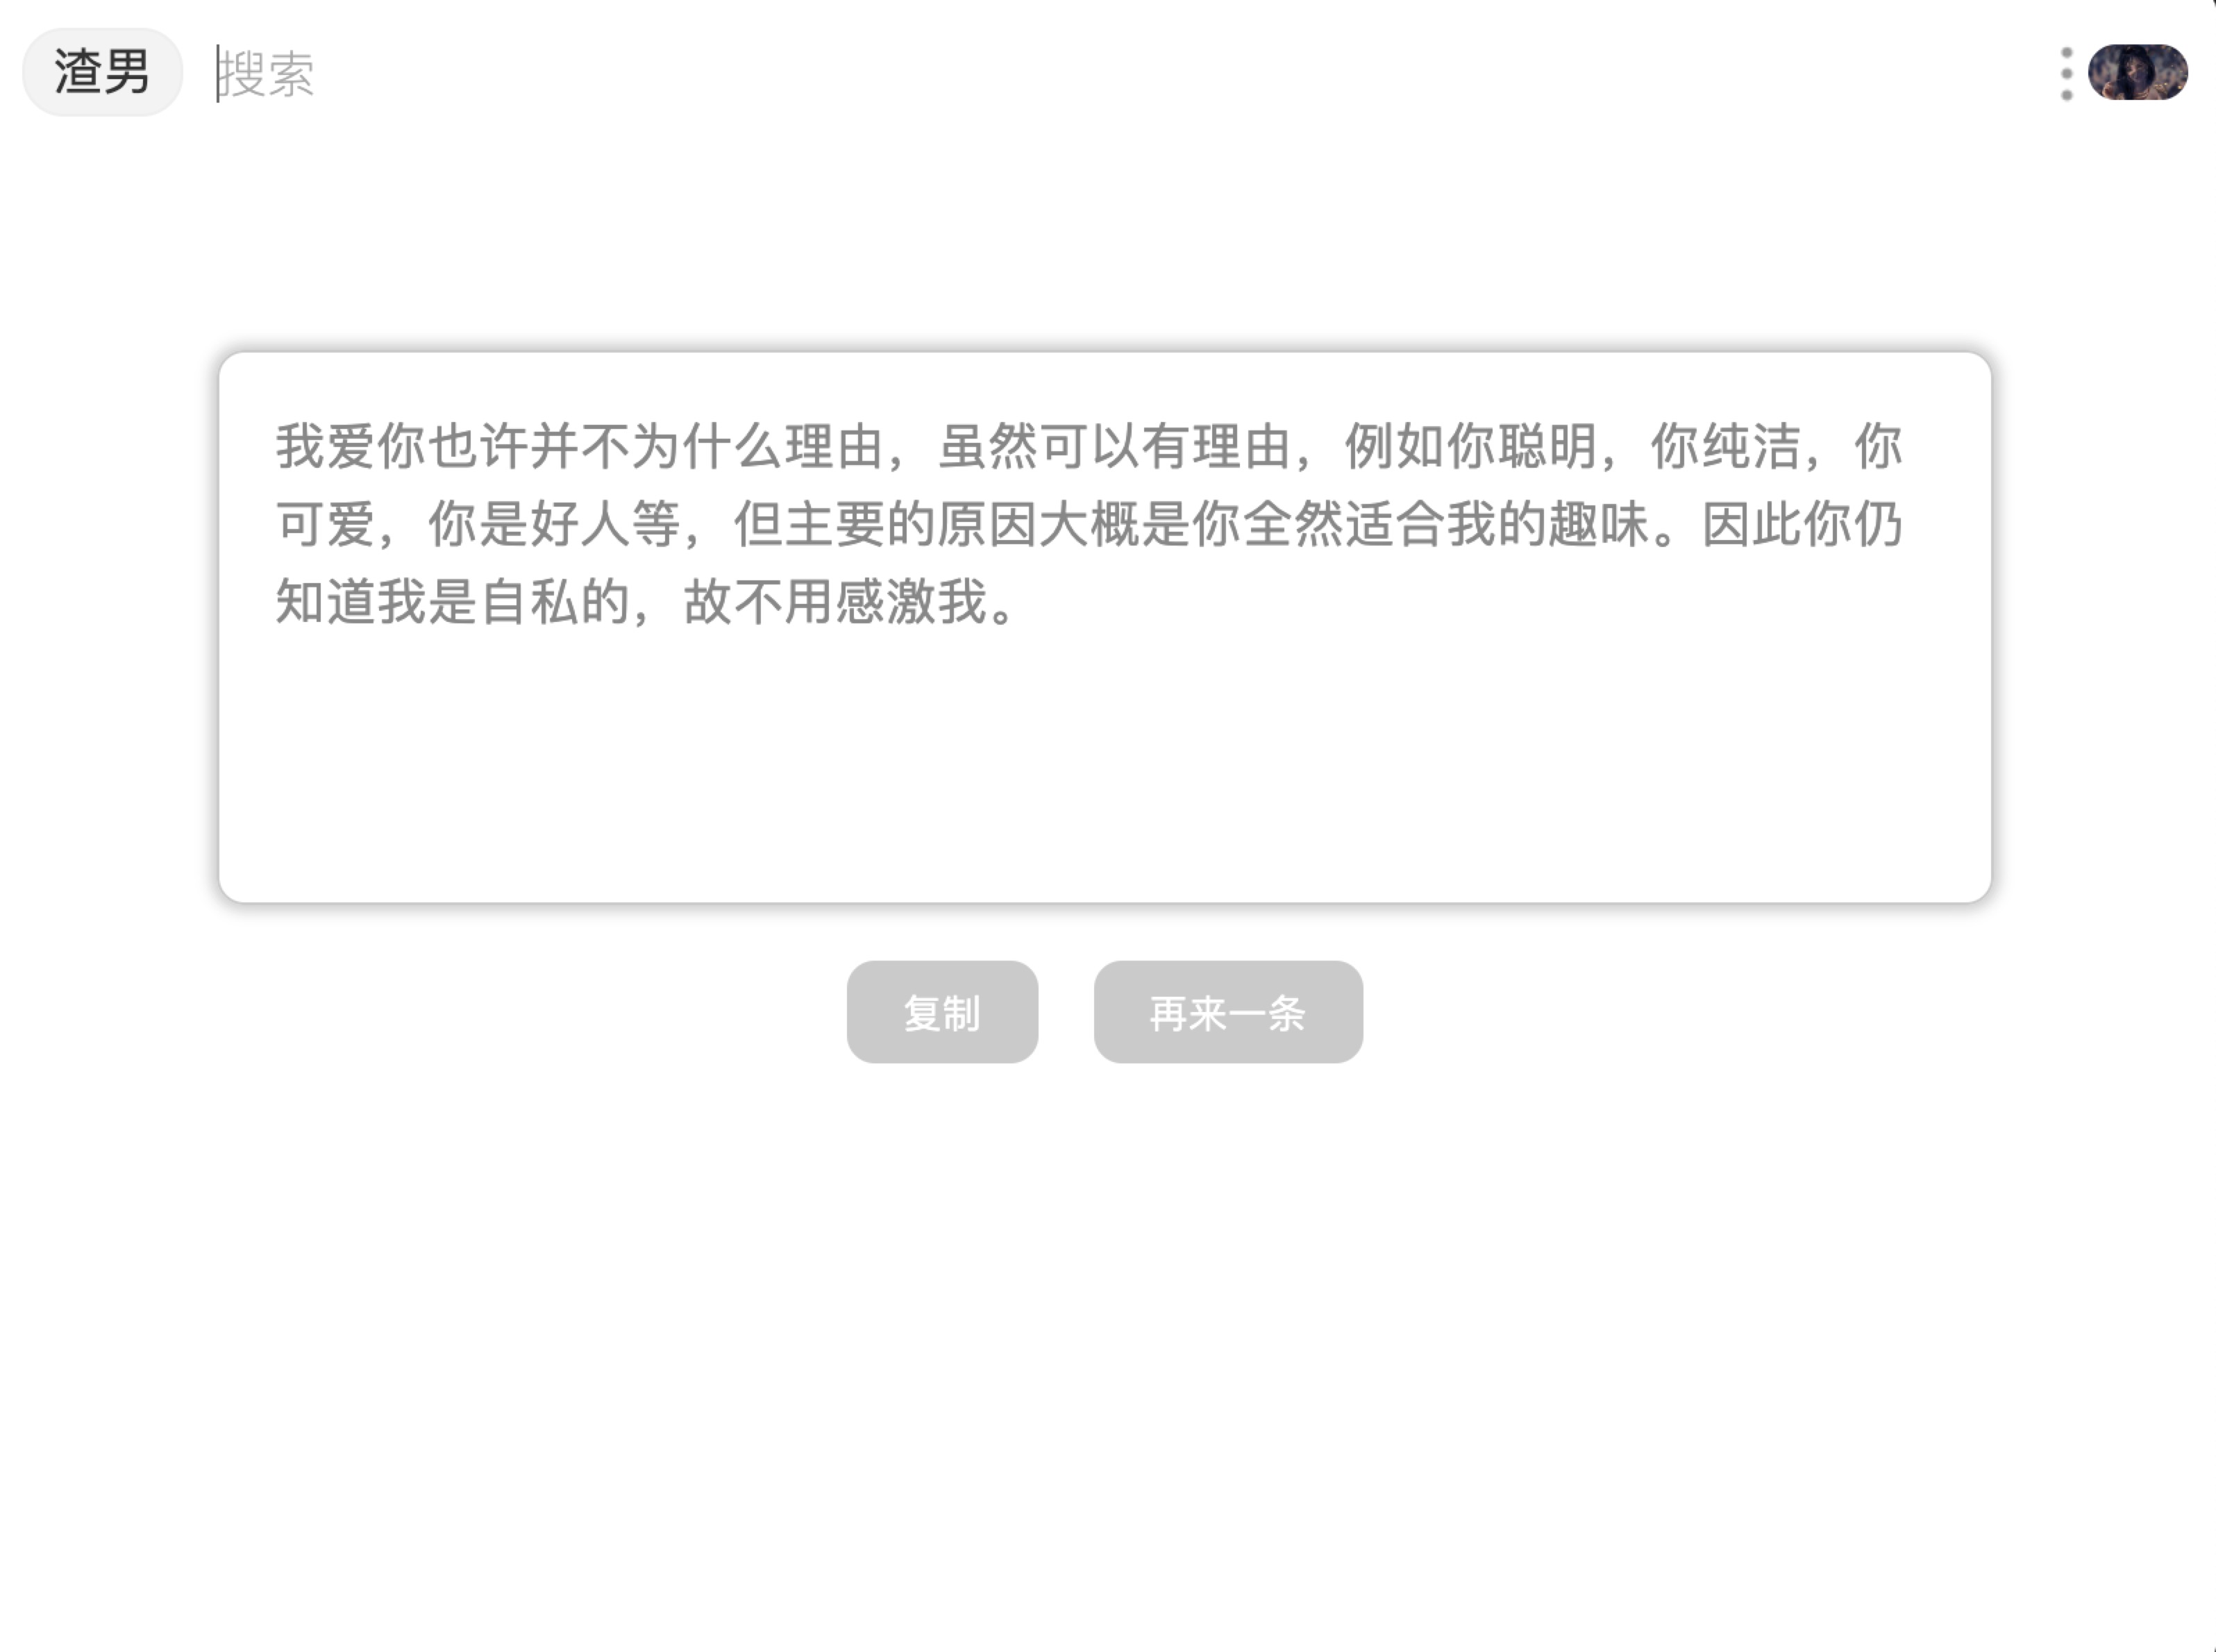 渣男
搜索
我爱你也许并不为什么理由，虽然可以有理由，例如你聪明，你纯洁，你
可爱，你是好人等，但主要的原因大概是你全然适合我的趣味。因此你仍
知道我是自私的，故不用感激我。
复制
再来一条